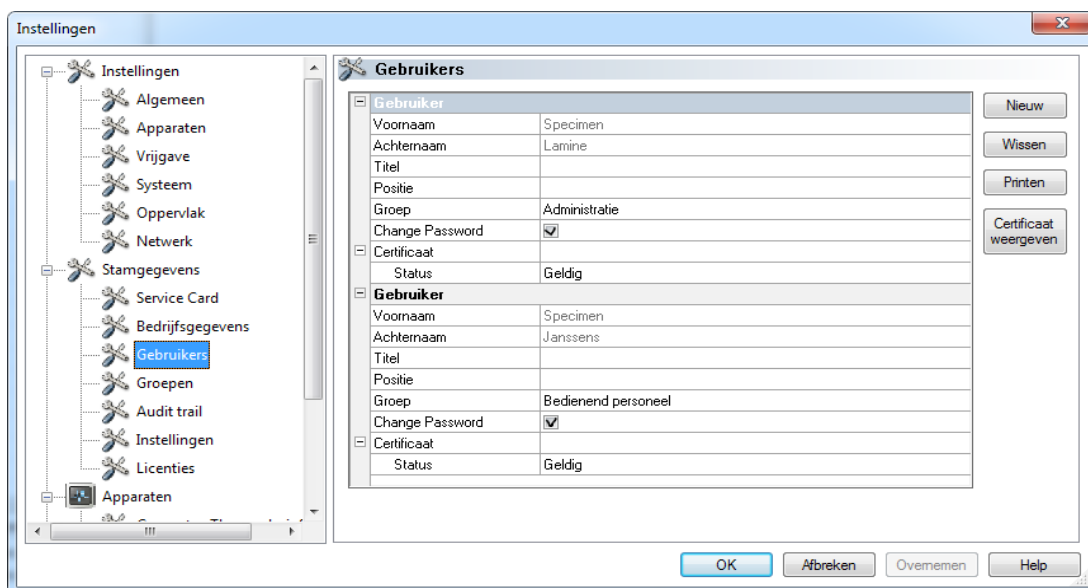 Instellingen
Instellingen
Algemeen
Apparaten
Vrijgave
Systeem
Oppervlak
Netwerk
Stamgegevens
Service Card
Bedrijfsgegevens
Gebruikers
Groepen
Audit trail
Instellingen
Licenties
Apparaten
Gebruikers
Gebruiker
Voornaam Specimen
Achternaam Lamine
Titel
Positie
Groep Administratie
Change Password
Certificaat
Status Geldig
Gebruiker
Voornaam Specimen
Achternaam Janssens
Titel
Positie
Groep Bedienend personeel
Change Password
Certificaat
Status Geldig
Nieuw
Wissen
Printen
Certificaat
weergeven
OK Afbreken Overnemen Help